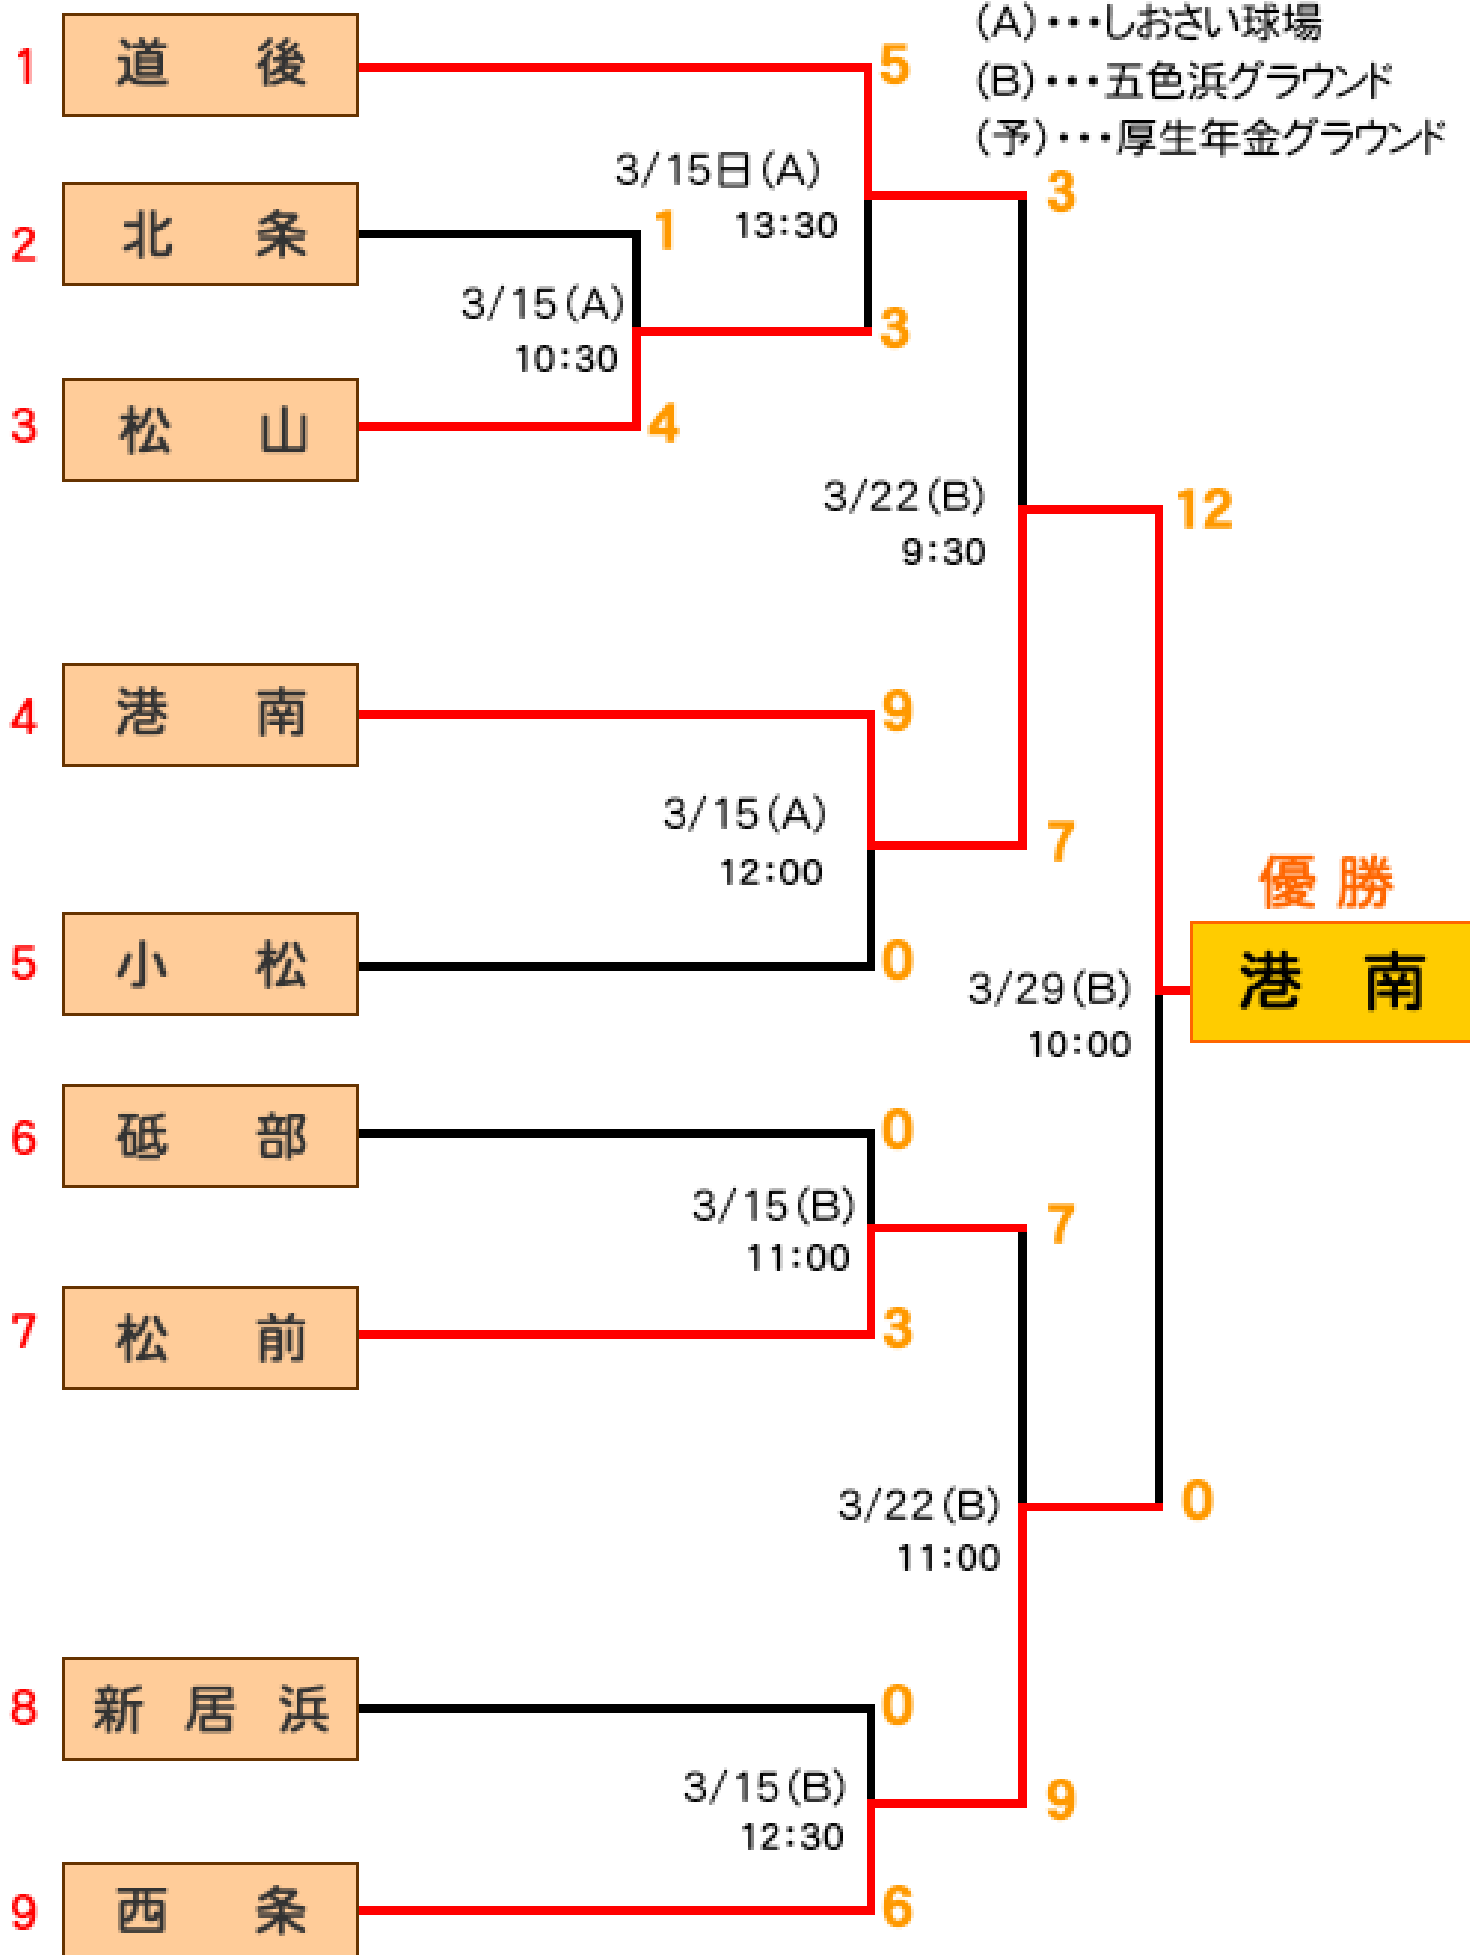 (A)・・・しおさい球場
(B)・・・五色浜グラウンド
(予)・・・厚生年金グラウンド
1 道後 5
3/15日(A)
13:30
3
2 北条 1
3/15(A)
10:30
3
3 松山 4
3/22(B)
9:30
12
4 港南 9
3/15(A)
12:00
7
5 小松 0
優勝
港南
3/29(B)
10:00
6 砥部 0
3/15(B)
11:00
7
7 松前 3
3/22(B)
11:00
0
8 新居浜 0
3/15(B)
12:30
9
9 西条 6